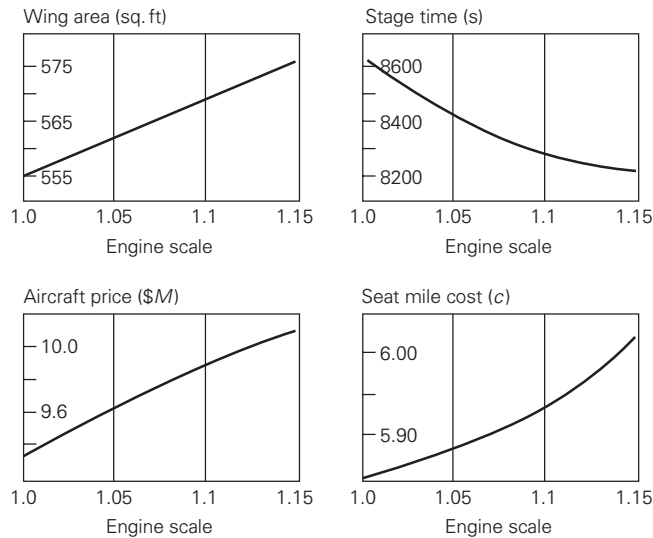 Wing area (sq. ft)
575
565
555
1.0 1.05 1.1 1.15
Engine scale
Stage time (s)
8600
8400
8200
1.0 1.05 1.1 1.15
Engine scale
Aircraft price ($M)
10.0
9.6
1.0 1.05 1.1 1.15
Engine scale
Seat mile cost (c)
6.00
5.90
1.0 1.05 1.1 1.15
Engine scale